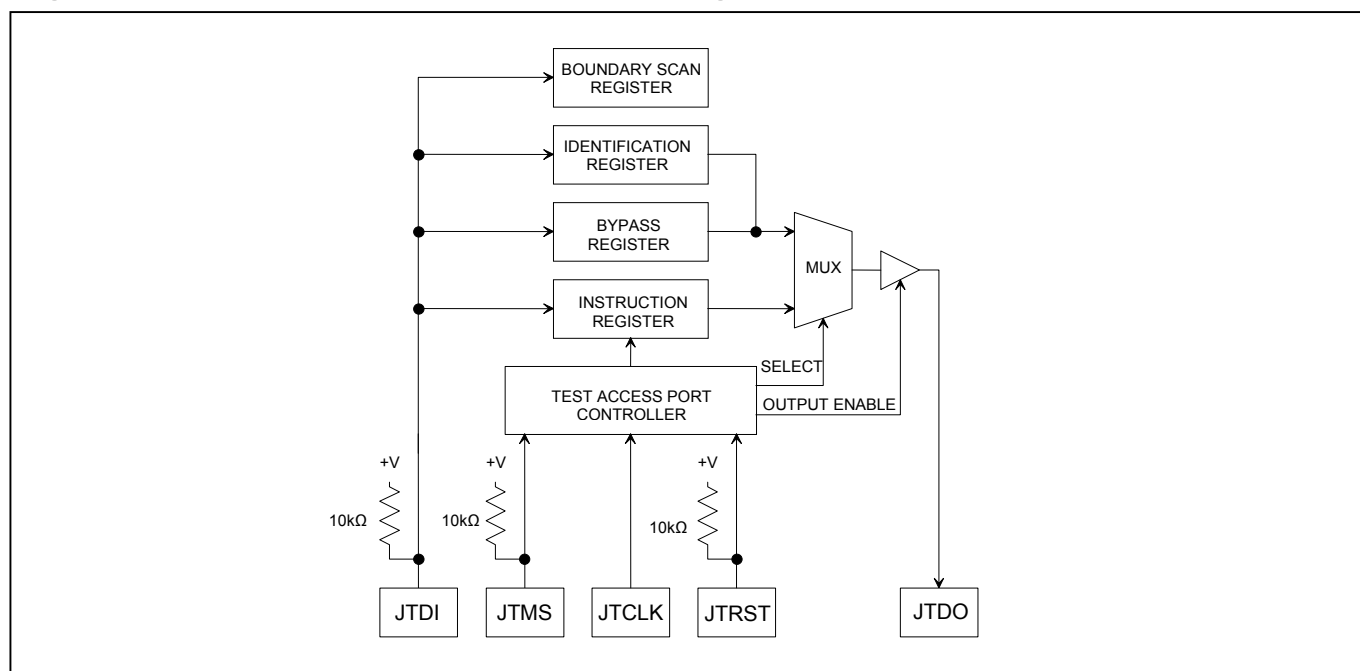 BOUNDARY SCAN
REGISTER
IDENTIFICATION
REGISTER
BYPASS
REGISTER
MUX
INSTRUCTION
REGISTER
SELECT
TEST ACCESS PORT
CONTROLLER
OUTPUT ENABLE
+V
+V
+V
10kΩ
10kΩ
10kΩ
JTDI
JTMS
JTCLK
JTRST
JTDO